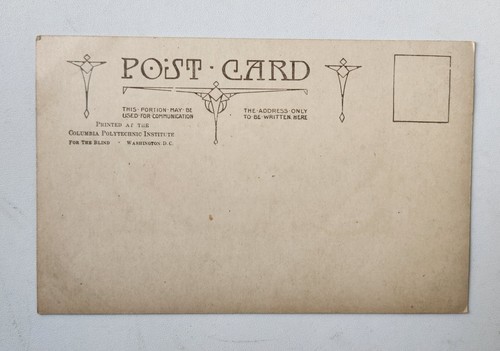 POST · CARD
THIS · PORTION · MAY · BE
USED · FOR · COMMUNICATION
THE · ADDRESS · ONLY
TO · BE · WRITTEN · HERE
PRINTED AT THE
COLUMBIA POLYTECHNIC INSTITUTE
FOR THE BLIND · WASHINGTON D.C.